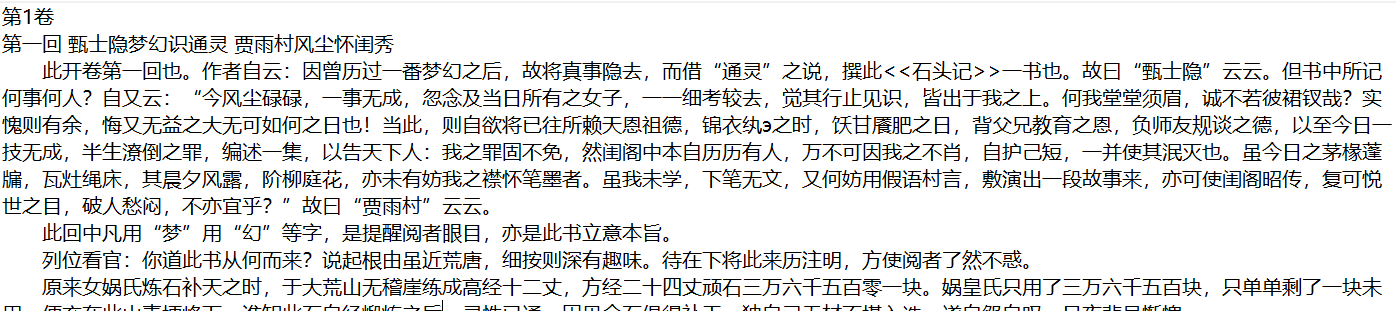 第1卷
第一回 甄士隐梦幻识通灵 贾雨村风尘怀闺秀
此开卷第一回也。作者自云：因曾历过一番梦幻之后，故将真事隐去，而借“通灵”之说，撰此<<石头记>>一书也。故曰“甄士隐”云云。但书中所记
何事何人？自又云：“今风尘碌碌，一事无成，忽念及当日所有之女子，一一细考较去，觉其行止见识，皆出于我之上。何我堂堂须眉，诚不若彼裙钗哉？实
愧则有余，悔又无益之大无可如何之日也！当此，则自欲将已往所赖天恩祖德，锦衣纨э之时，饫甘餍肥之日，背父兄教育之恩，负师友规谈之德，以至今日一
技无成，半生潦倒之罪，编述一集，以告天下人：我之罪固不免，然闺阁中本自历历有人，万不可因我之不肖，自护己短，一并使其泯灭也。虽今日之茅椽蓬
牖，瓦灶绳床，其晨夕风露，阶柳庭花，亦未有妨我之襟怀笔墨者。虽我未学，下笔无文，又何妨用假语村言，敷演出一段故事来，亦可使闺阁昭传，复可悦
世之目，破人愁闷，不亦宜乎？”故曰“贾雨村”云云。
此回中凡用“梦”用“幻”等字，是提醒阅者眼目，亦是此书立意本旨。
列位看官：你道此书从何而来？说起根由虽近荒唐，细按则深有趣味。待在下将此来历注明，方使阅者了然不惑。
原来女娲氏炼石补天之时，于大荒山无稽崖练成高经十二丈，方经二十四丈顽石三万六千五百零一块。娲皇氏只用了三万六千五百块，只单单剩了一块未